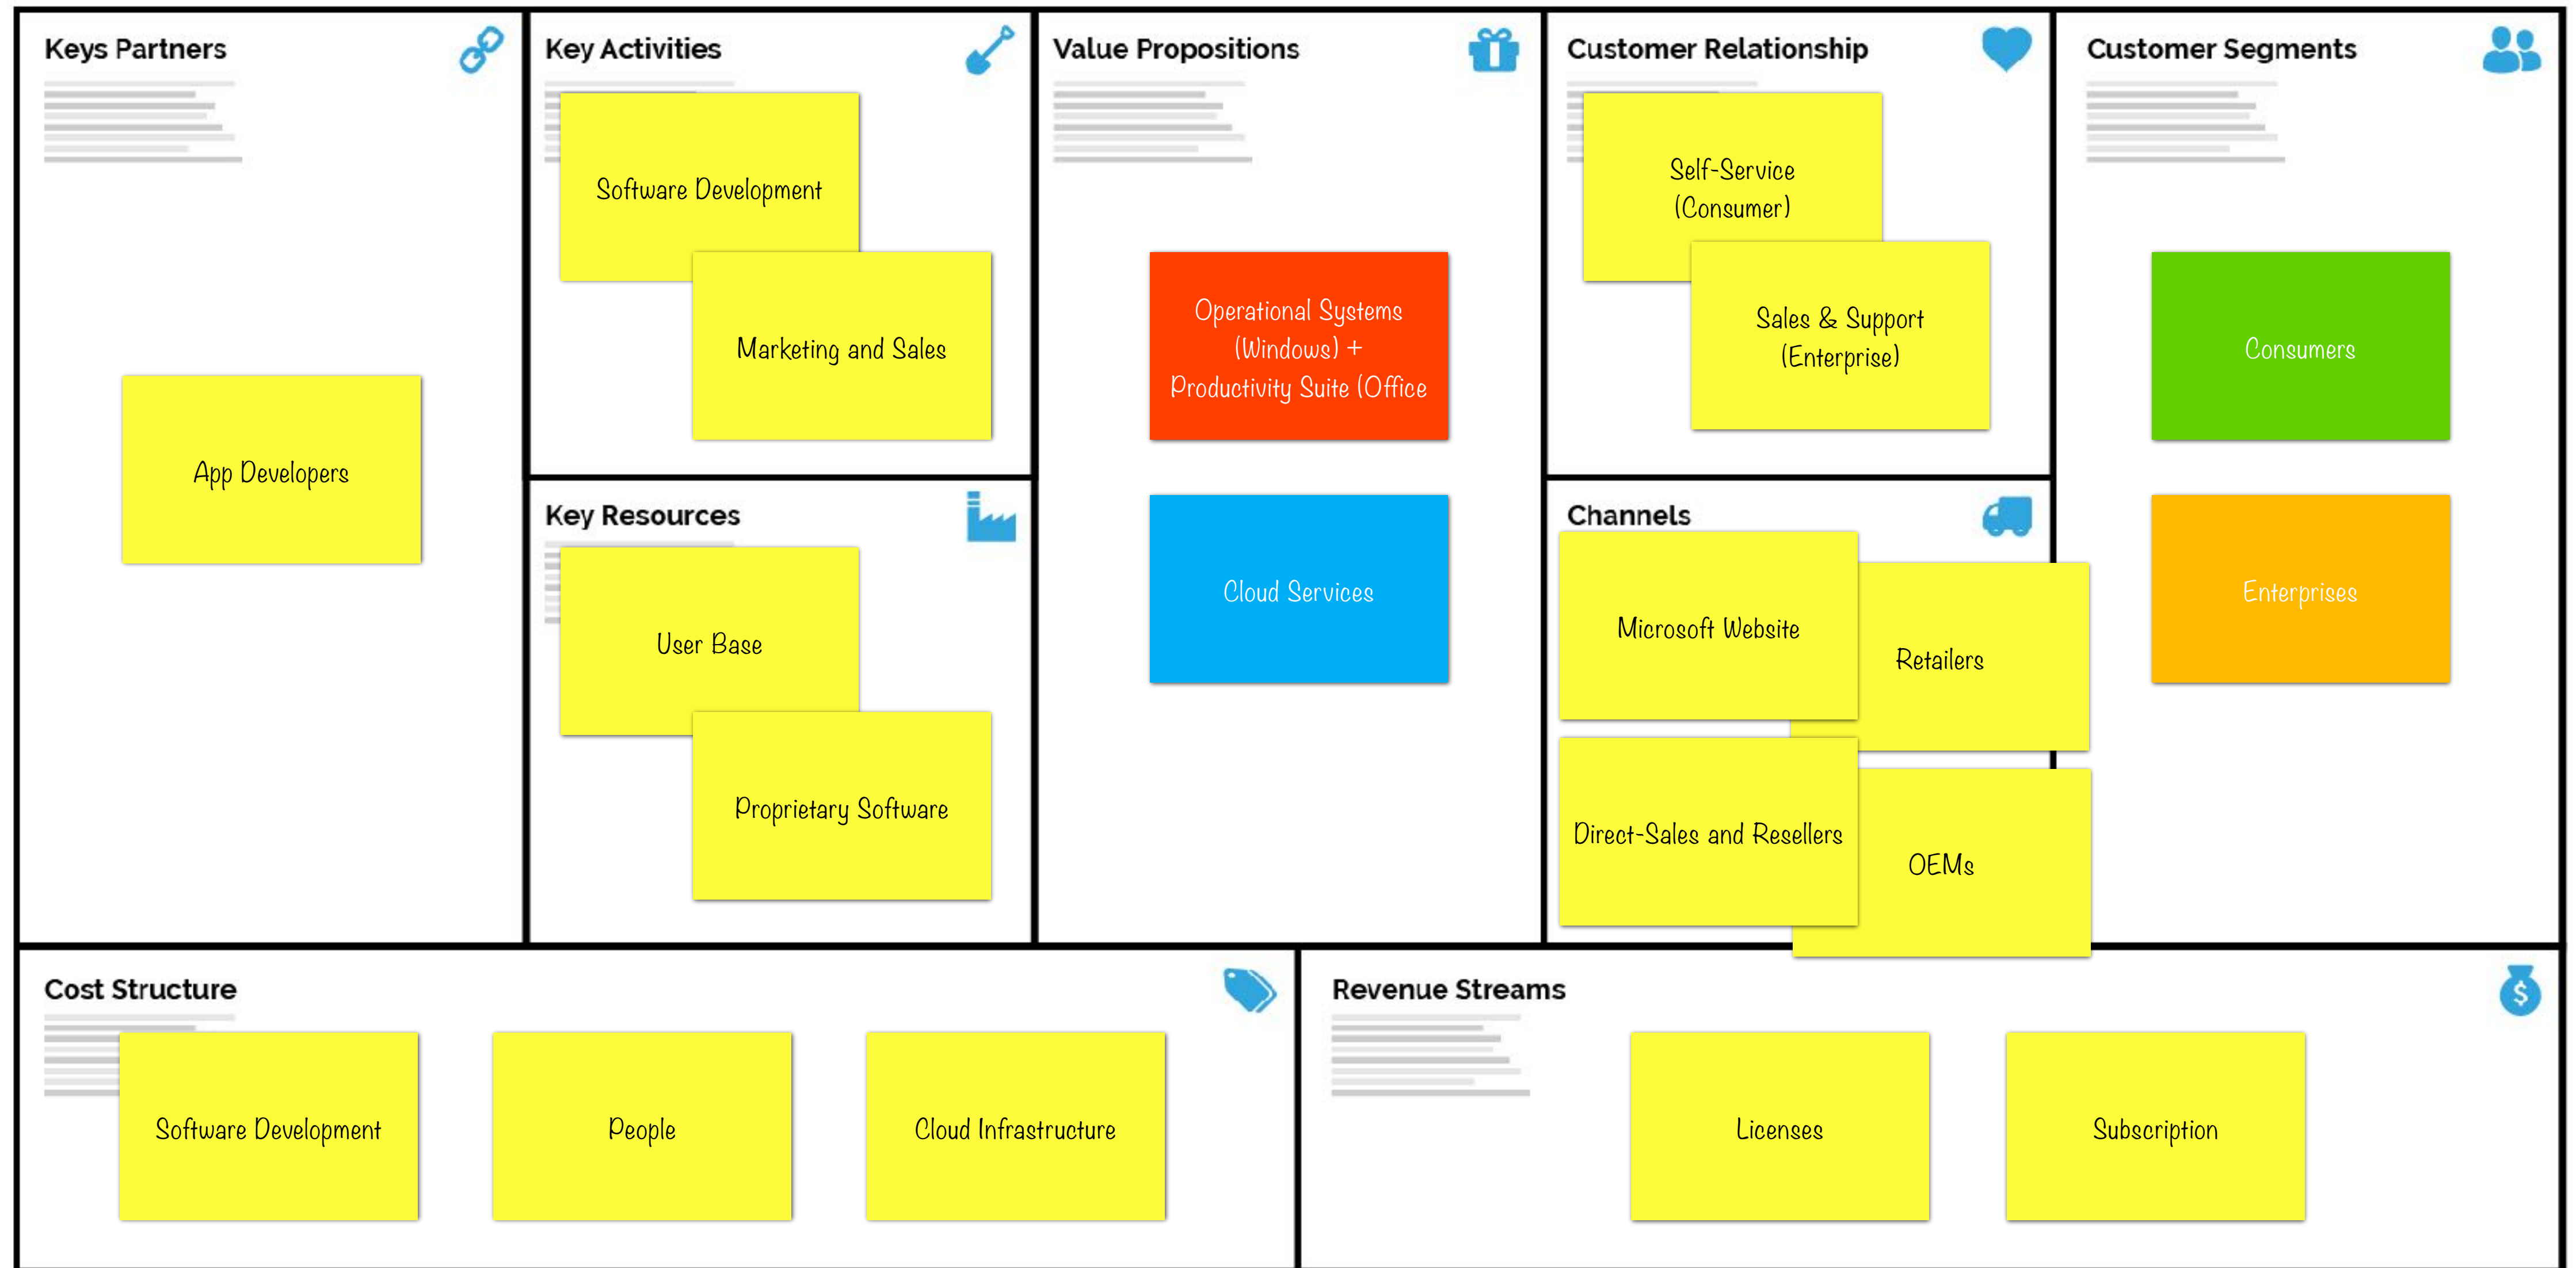 Keys Partners
App Developers
Key Activities
Software Development
Marketing and Sales
Key Resources
User Base
Proprietary Software
Value Propositions
Operational Systems
(Windows) +
Productivity Suite (Office
Cloud Services
Customer Relationship
Self-Service
(Consumer)
Sales & Support
(Enterprise)
Channels
Microsoft Website
Retailers
Direct-Sales and Resellers
OEMs
Customer Segments
Consumers
Enterprises
Cost Structure
Software Development
People
Cloud Infrastructure
Revenue Streams
$
Licenses
Subscription